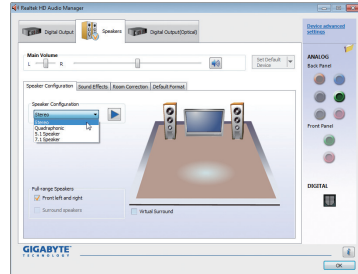 Realtek HD Audio Manager
Digital Output
Speakers
Digital Output(Optical)
Device advanced
settings
Main Volume
L
R
Set Default
Device
ANALOG
Back Panel
Speaker Configuration
Sound Effects
Room Correction
Default Format
Speaker Configuration
Stereo
Stereo
Quadraphonic
5.1 Speaker
7.1 Speaker
Front Panel
Full-range Speakers
Front left and right
Surround speakers
Virtual Surround
DIGITAL
GIGABYTE
TECHNOLOGY
OK